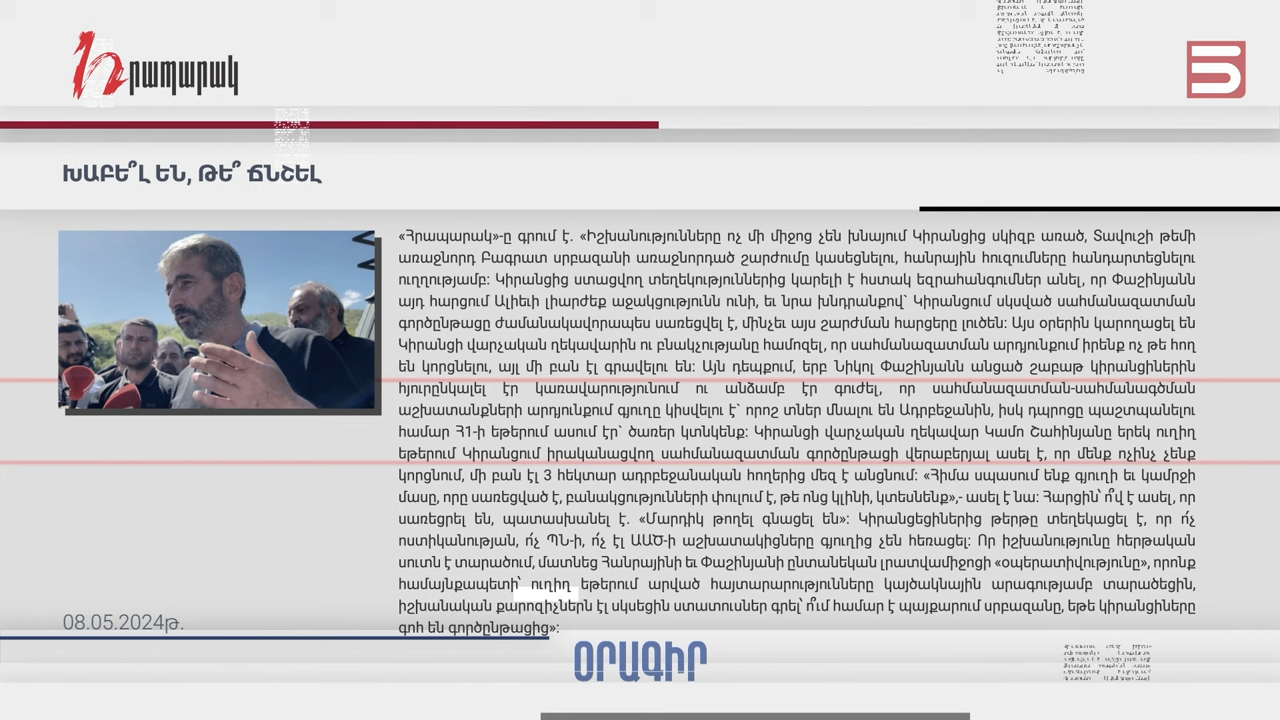 Հրապարակ
ԽԱԲԵ՞Լ ԵՆ, ԹԵ՞ ՃՆՇԵԼ
«Հրապարակ»-ը գրում է. «Իշխանությունները ոչ մի միջոց չեն խնայում Կիրանցից սկիզբ առած, Տավուշի թեմի
առաջնորդ Բագրատ սրբազանի առաջնորդած շարժումը կասեցնելու, հանրային հուզումները հանդարտեցնելու
ուղղությամբ: Կիրանցից ստացվող տեղեկություններից կարելի է հստակ եզրահանգումներ անել, որ Փաշինյանն
այդ հարցում Ալիեւի լիարժեք աջակցությունն ունի, եւ նրա խնդրանքով` Կիրանցում սկսված սահմանազատման
գործընթացը ժամանակավորապես սառեցվել է, մինչեւ այս շարժման հարցերը լուծեն: Այս օրերին կարողացել են
Կիրանցի վարչական ղեկավարին ու բնակչությանը համոզել, որ սահմանազատման արդյունքում իրենք ոչ թե հող
են կորցնելու, այլ մի բան էլ գրավելու են: Այն դեպքում, երբ Նիկոլ Փաշինյանն անցած շաբաթ կիրանցիներին
հյուրընկալել էր կառավարությունում ու անձամբ էր գուժել, որ սահմանազատման-սահմանագծման
աշխատանքների արդյունքում գյուղը կիսվելու է` որոշ տներ մնալու են Ադրբեջանին, իսկ դպրոցը պաշտպանելու
համար Հ1-ի եթերում ասում էր` ծառեր կտնկենք: Կիրանցի վարչական ղեկավար Կամո Շահինյանը երեկ ուղիղ
եթերում Կիրանցում իրականացվող սահմանազատման գործընթացի վերաբերյալ ասել է, որ մենք ոչինչ չենք
կորցնում, մի բան էլ 3 հեկտար ադրբեջանական հողերից մեզ է անցնում: «Հիմա սպասում ենք գյուղի եւ կամրջի
մասը, որը սառեցված է, բանակցությունների փուլում է, թե ոնց կլինի, կտեսնենք»,- ասել է նա: Հարցին՝ ո՞վ է ասել, որ
սառեցրել են, պատասխանել է. «Մարդիկ թողել գնացել են»: Կիրանցեցիներից թերթը տեղեկացել է, որ ո՛չ
ոստիկանության, ո՛չ ՊՆ-ի, ո՛չ էլ ԱԱԾ-ի աշխատակիցները գյուղից չեն հեռացել: Որ իշխանությունը հերթական
սուտն է տարածում, մատնեց Հանրայինի եւ Փաշինյանի ընտանեկան լրատվամիջոցի «օպերատիվությունը», որոնք
համայնքապետի՝ ուղիղ եթերում արված հայտարարությունները կայծակնային արագությամբ տարածեցին,
իշխանական քարոզիչներն էլ սկսեցին ստատուսներ գրել՝ ո՞ւմ համար է պայքարում սրբազանը, եթե կիրանցիները
գոհ են գործընթացից»:
08.05.2024թ.
ՕՐԱԳԻՐ